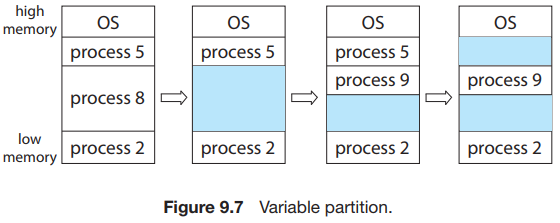 high
memory
OS
process 5
process 8
process 2
low
memory
OS
process 5
process 2
OS
process 5
process 9
process 2
OS
process 9
process 2
Figure 9.7 Variable partition.